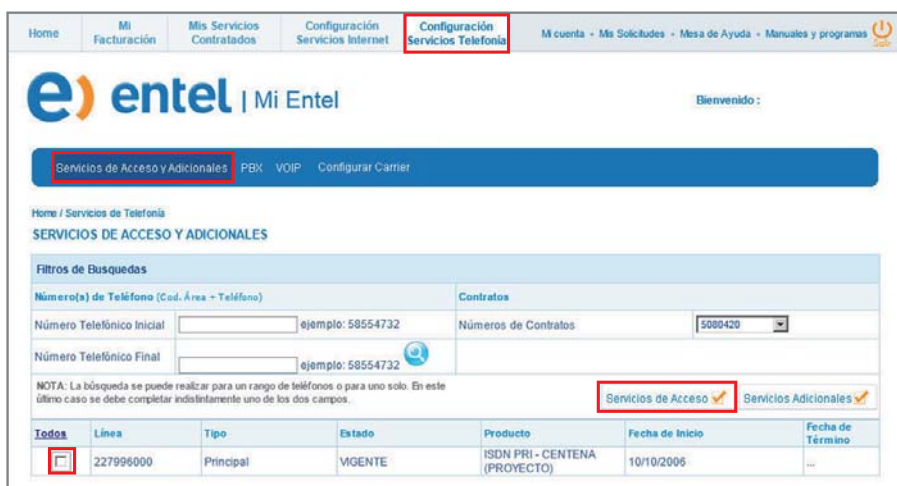 Home
Mi Facturación
Mis Servicios Contratados
Configuración Servicios Internet
Configuración Servicios Telefonía
Mi cuenta - Mis Solicitudes - Mesa de Ayuda - Manuales y programas
Salir
e) entel | Mi Entel
Bienvenido :
Servicios de Acceso y Adicionales PBX VOIP Configurar Carrier
Home / Servicios de Telefonía
SERVICIOS DE ACCESO Y ADICIONALES
Filtros de Busquedas
Número(s) de Teléfono (Cod. Área + Teléfono) Contratos
Número Telefónico Inicial ejemplo: 58554732 Números de Contratos 5080420
Número Telefónico Final ejemplo: 58554732
NOTA: La búsqueda se puede realizar para un rango de teléfonos o para uno solo. En este
último caso se debe completar indistintamente uno de los dos campos.
Servicios de Acceso Servicios Adicionales
Todos Línea Tipo Estado Producto Fecha de Inicio Fecha de Término
227996000 Principal VIGENTE ISDN PRI - CENTENA (PROYECTO) 10/10/2006 ...